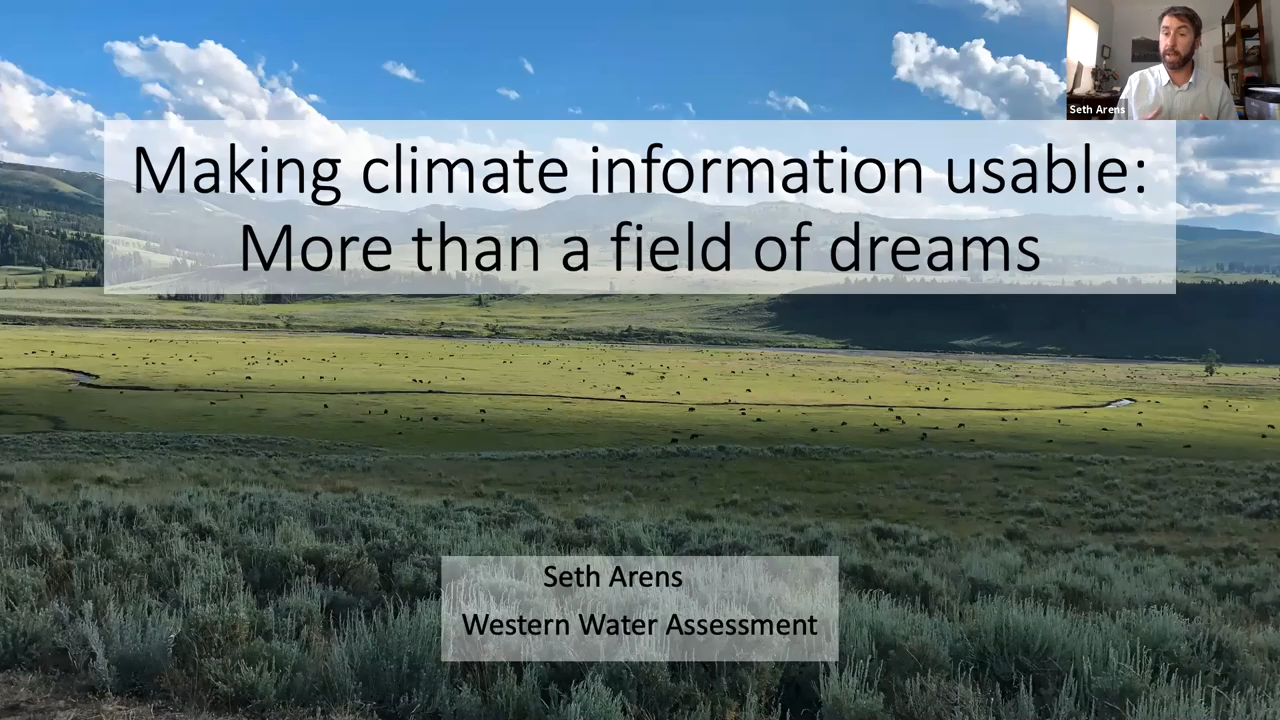 Seth Arens
Making climate information usable:
More than a field of dreams
Seth Arens
Western Water Assessment